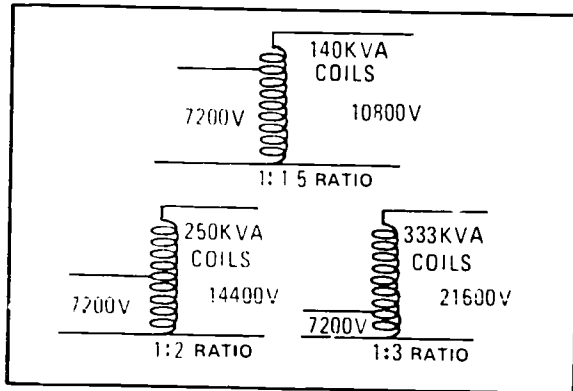 140KVA
COILS
7200V
10800V
1:1.5 RATIO
250KVA
COILS
7200V
14400V
1:2 RATIO
333KVA
COILS
7200V
21600V
1:3 RATIO